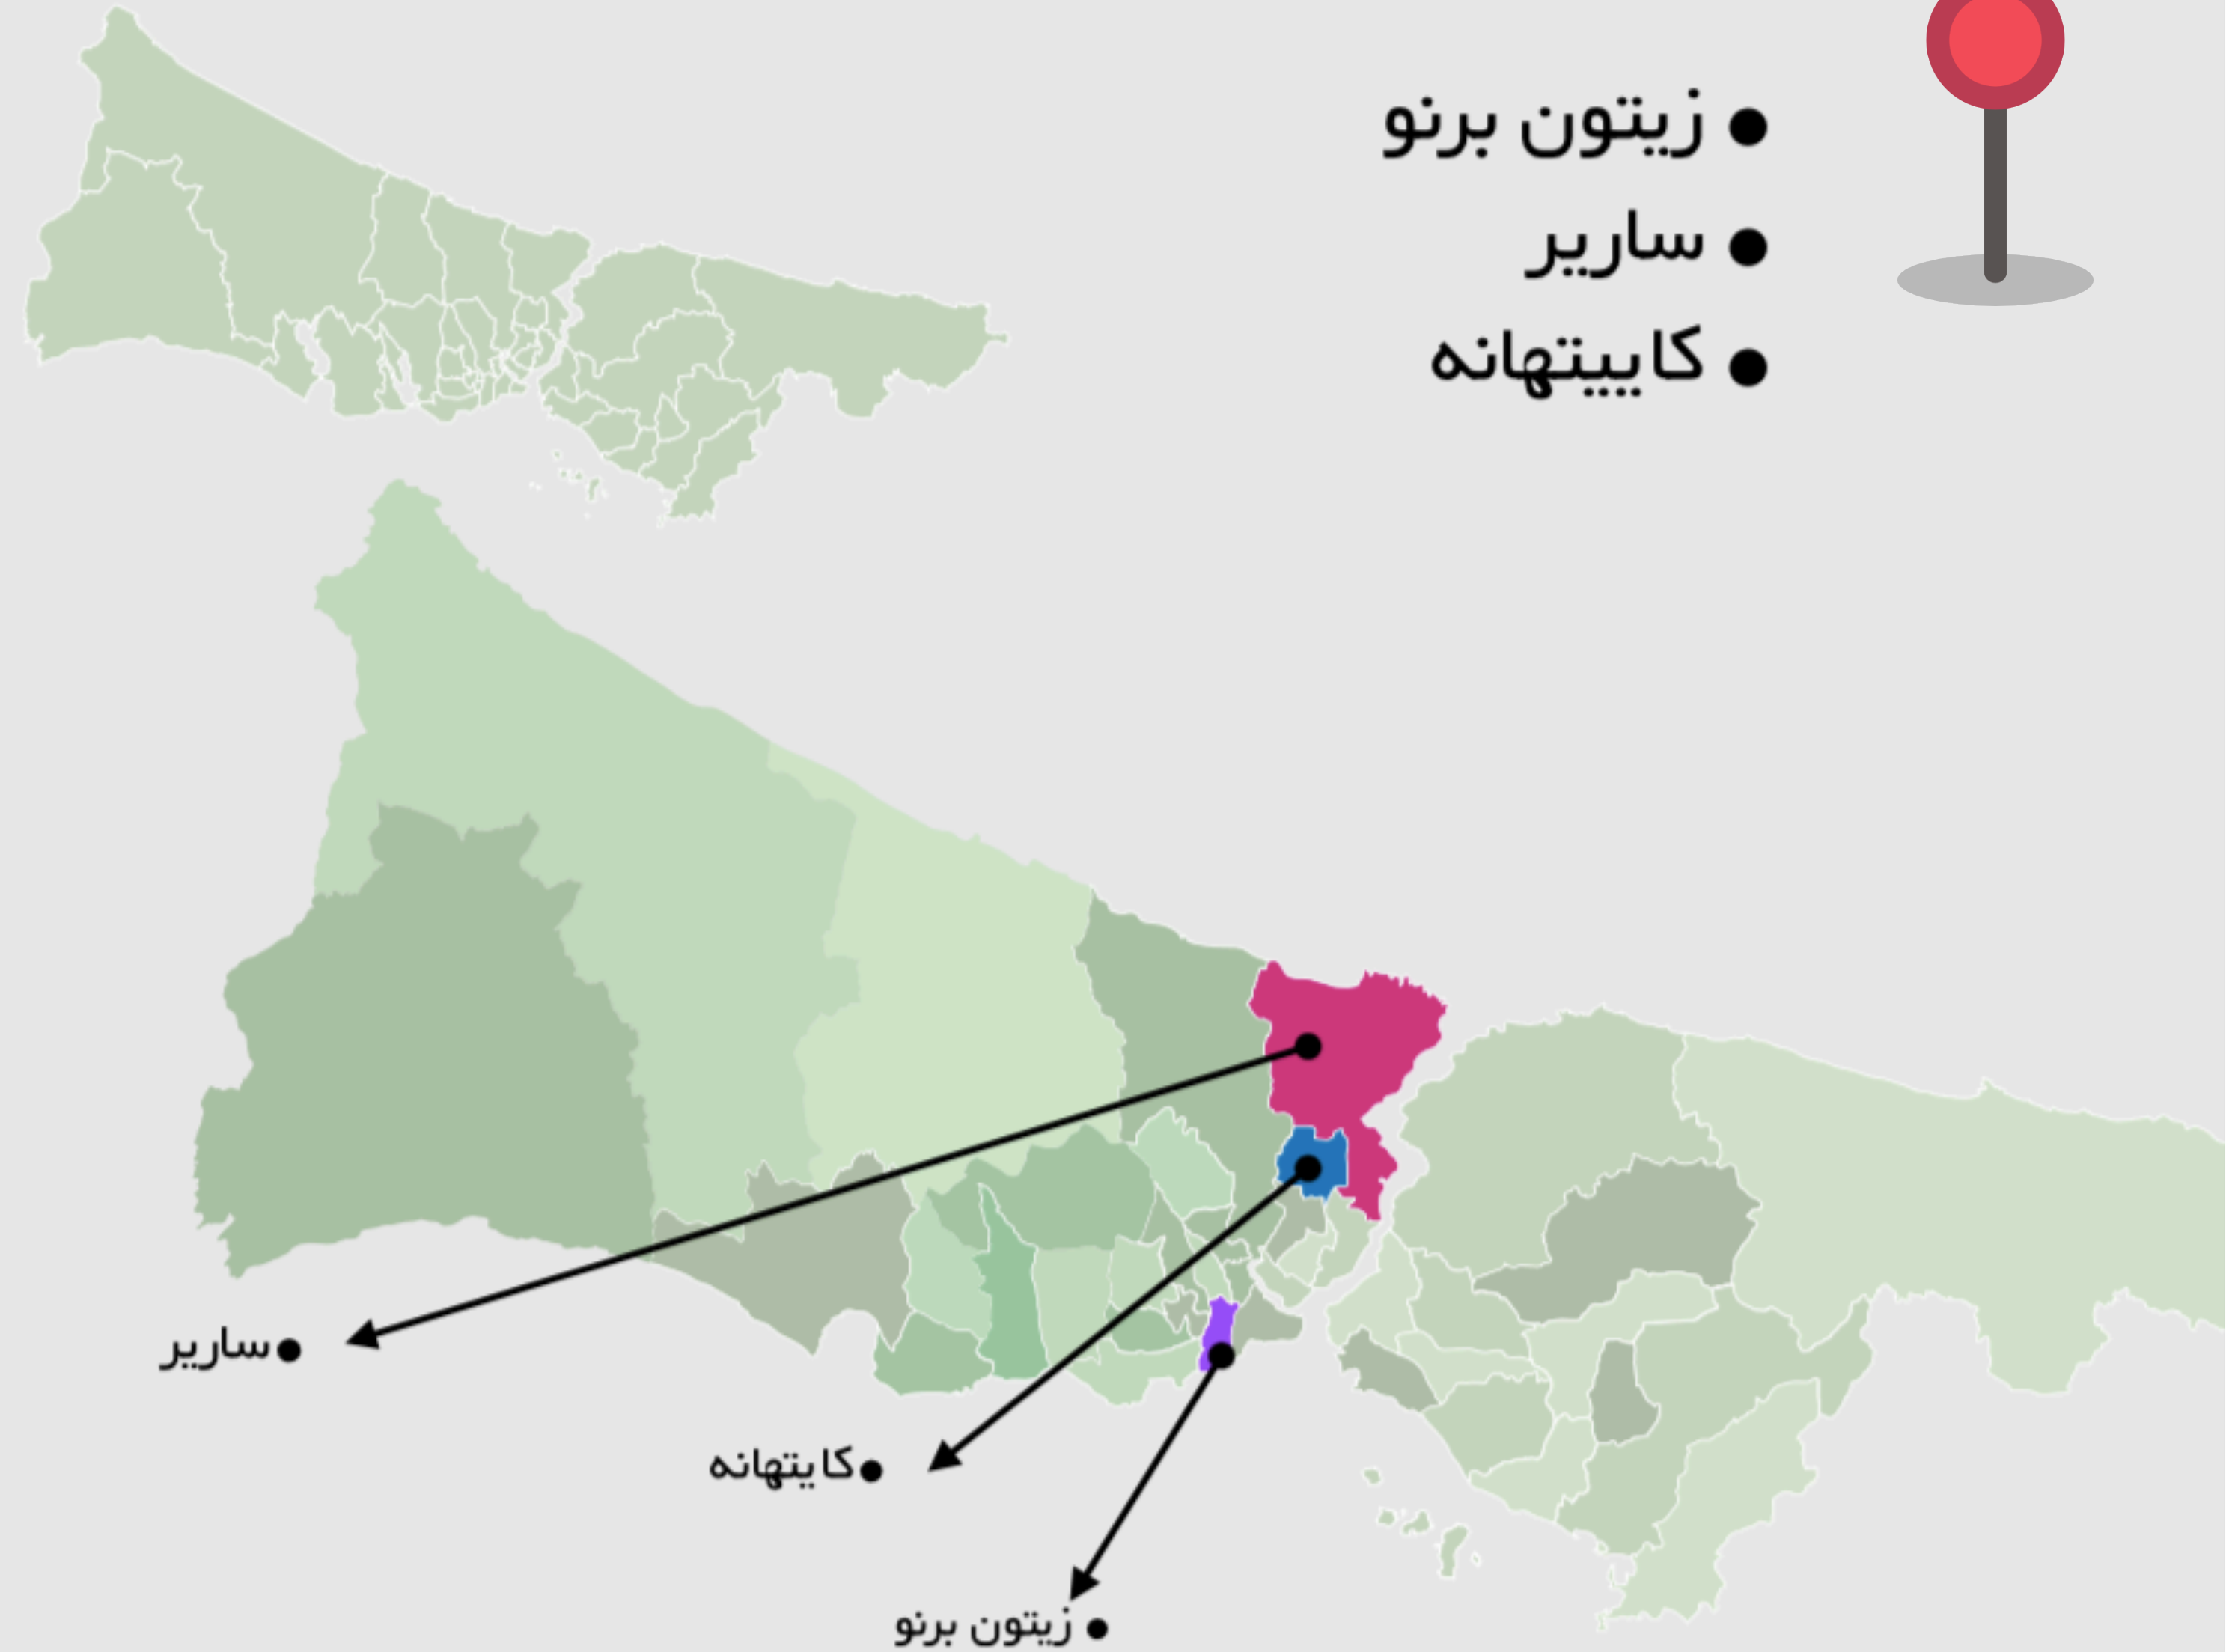 ● زیتون برنو
● ساریر
● کاییتهانه
● ساریر
● کایتهانه
● زیتون برنو